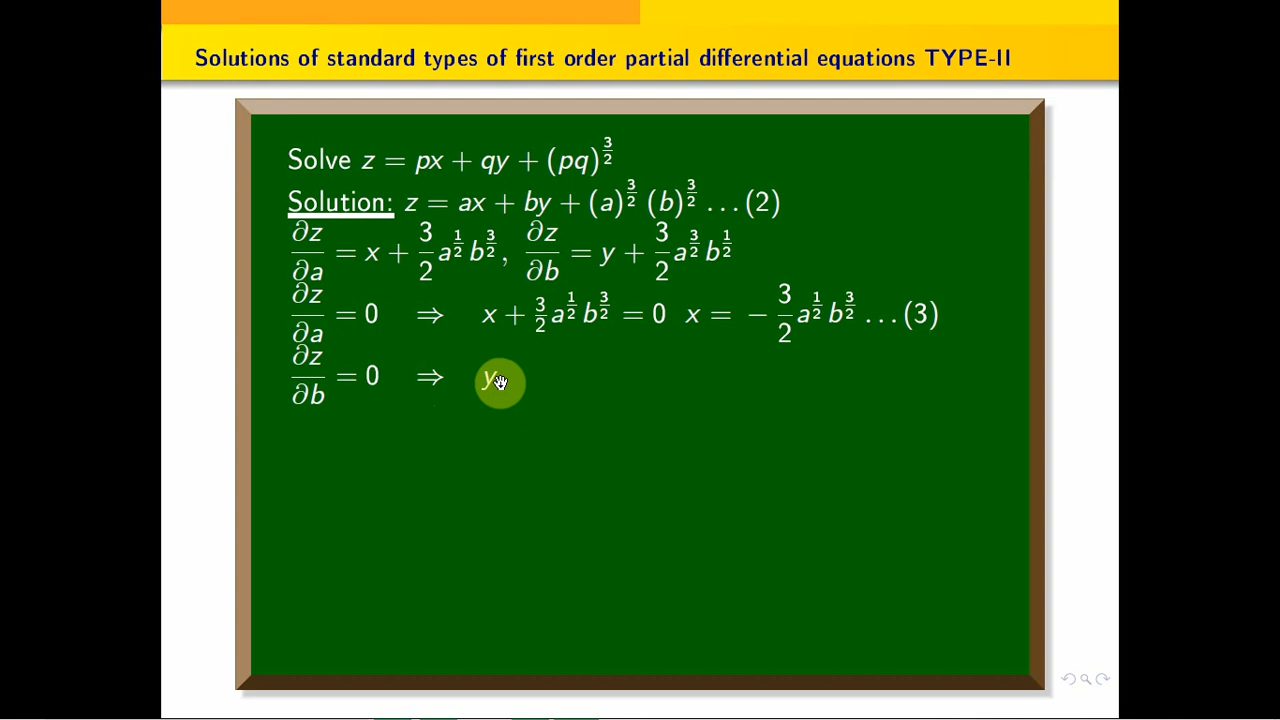 Solutions of standard types of first order partial differential equations TYPE-II
Solve z = px + qy + (pq)^{3/2}
Solution: z = ax + by + (a)^{3/2} (b)^{3/2} ...(2)
∂z/∂a = x + 3/2 a^{1/2} b^{3/2}, ∂z/∂b = y + 3/2 a^{3/2} b^{1/2}
∂z/∂a = 0 ⇒ x + 3/2 a^{1/2} b^{3/2} = 0 x = − 3/2 a^{1/2} b^{3/2} ...(3)
∂z/∂b = 0 ⇒ y